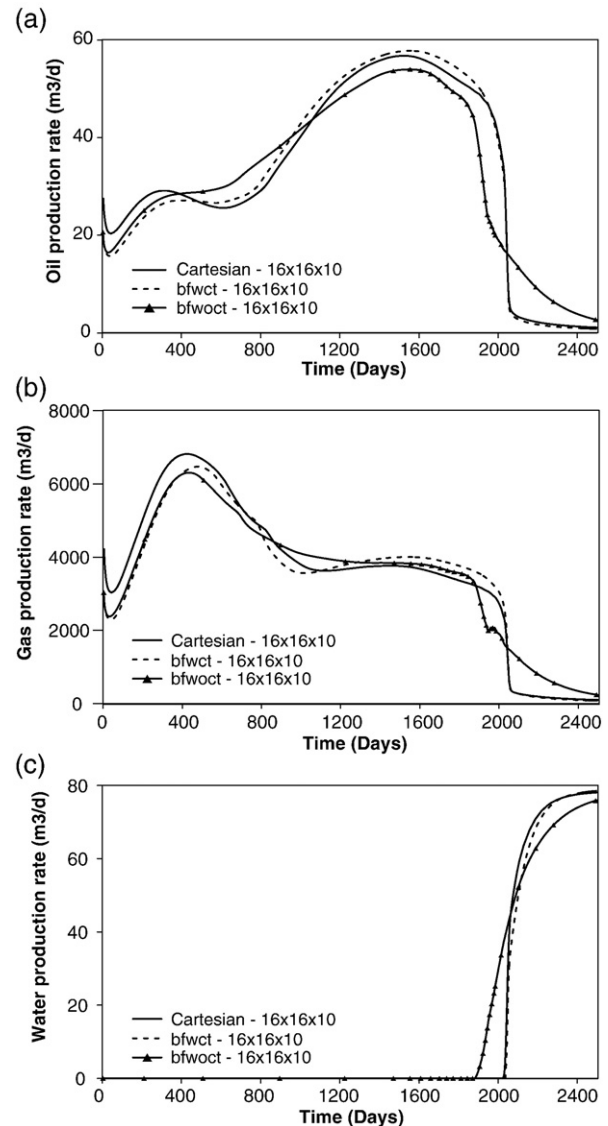 (a)
60
40
20
0
Oil production rate (m3/d)
Cartesian - 16x16x10
bfwct - 16x16x10
bfwoct - 16x16x10
0 400 800 1200 1600 2000 2400
Time (Days)
(b)
8000
6000
4000
2000
0
Gas production rate (m3/d)
Cartesian - 16x16x10
bfwct - 16x16x10
bfwoct - 16x16x10
0 400 800 1200 1600 2000 2400
Time (Days)
(c)
80
60
40
20
0
Water production rate (m3/d)
Cartesian - 16x16x10
bfwct - 16x16x10
bfwoct - 16x16x10
0 400 800 1200 1600 2000 2400
Time (Days)